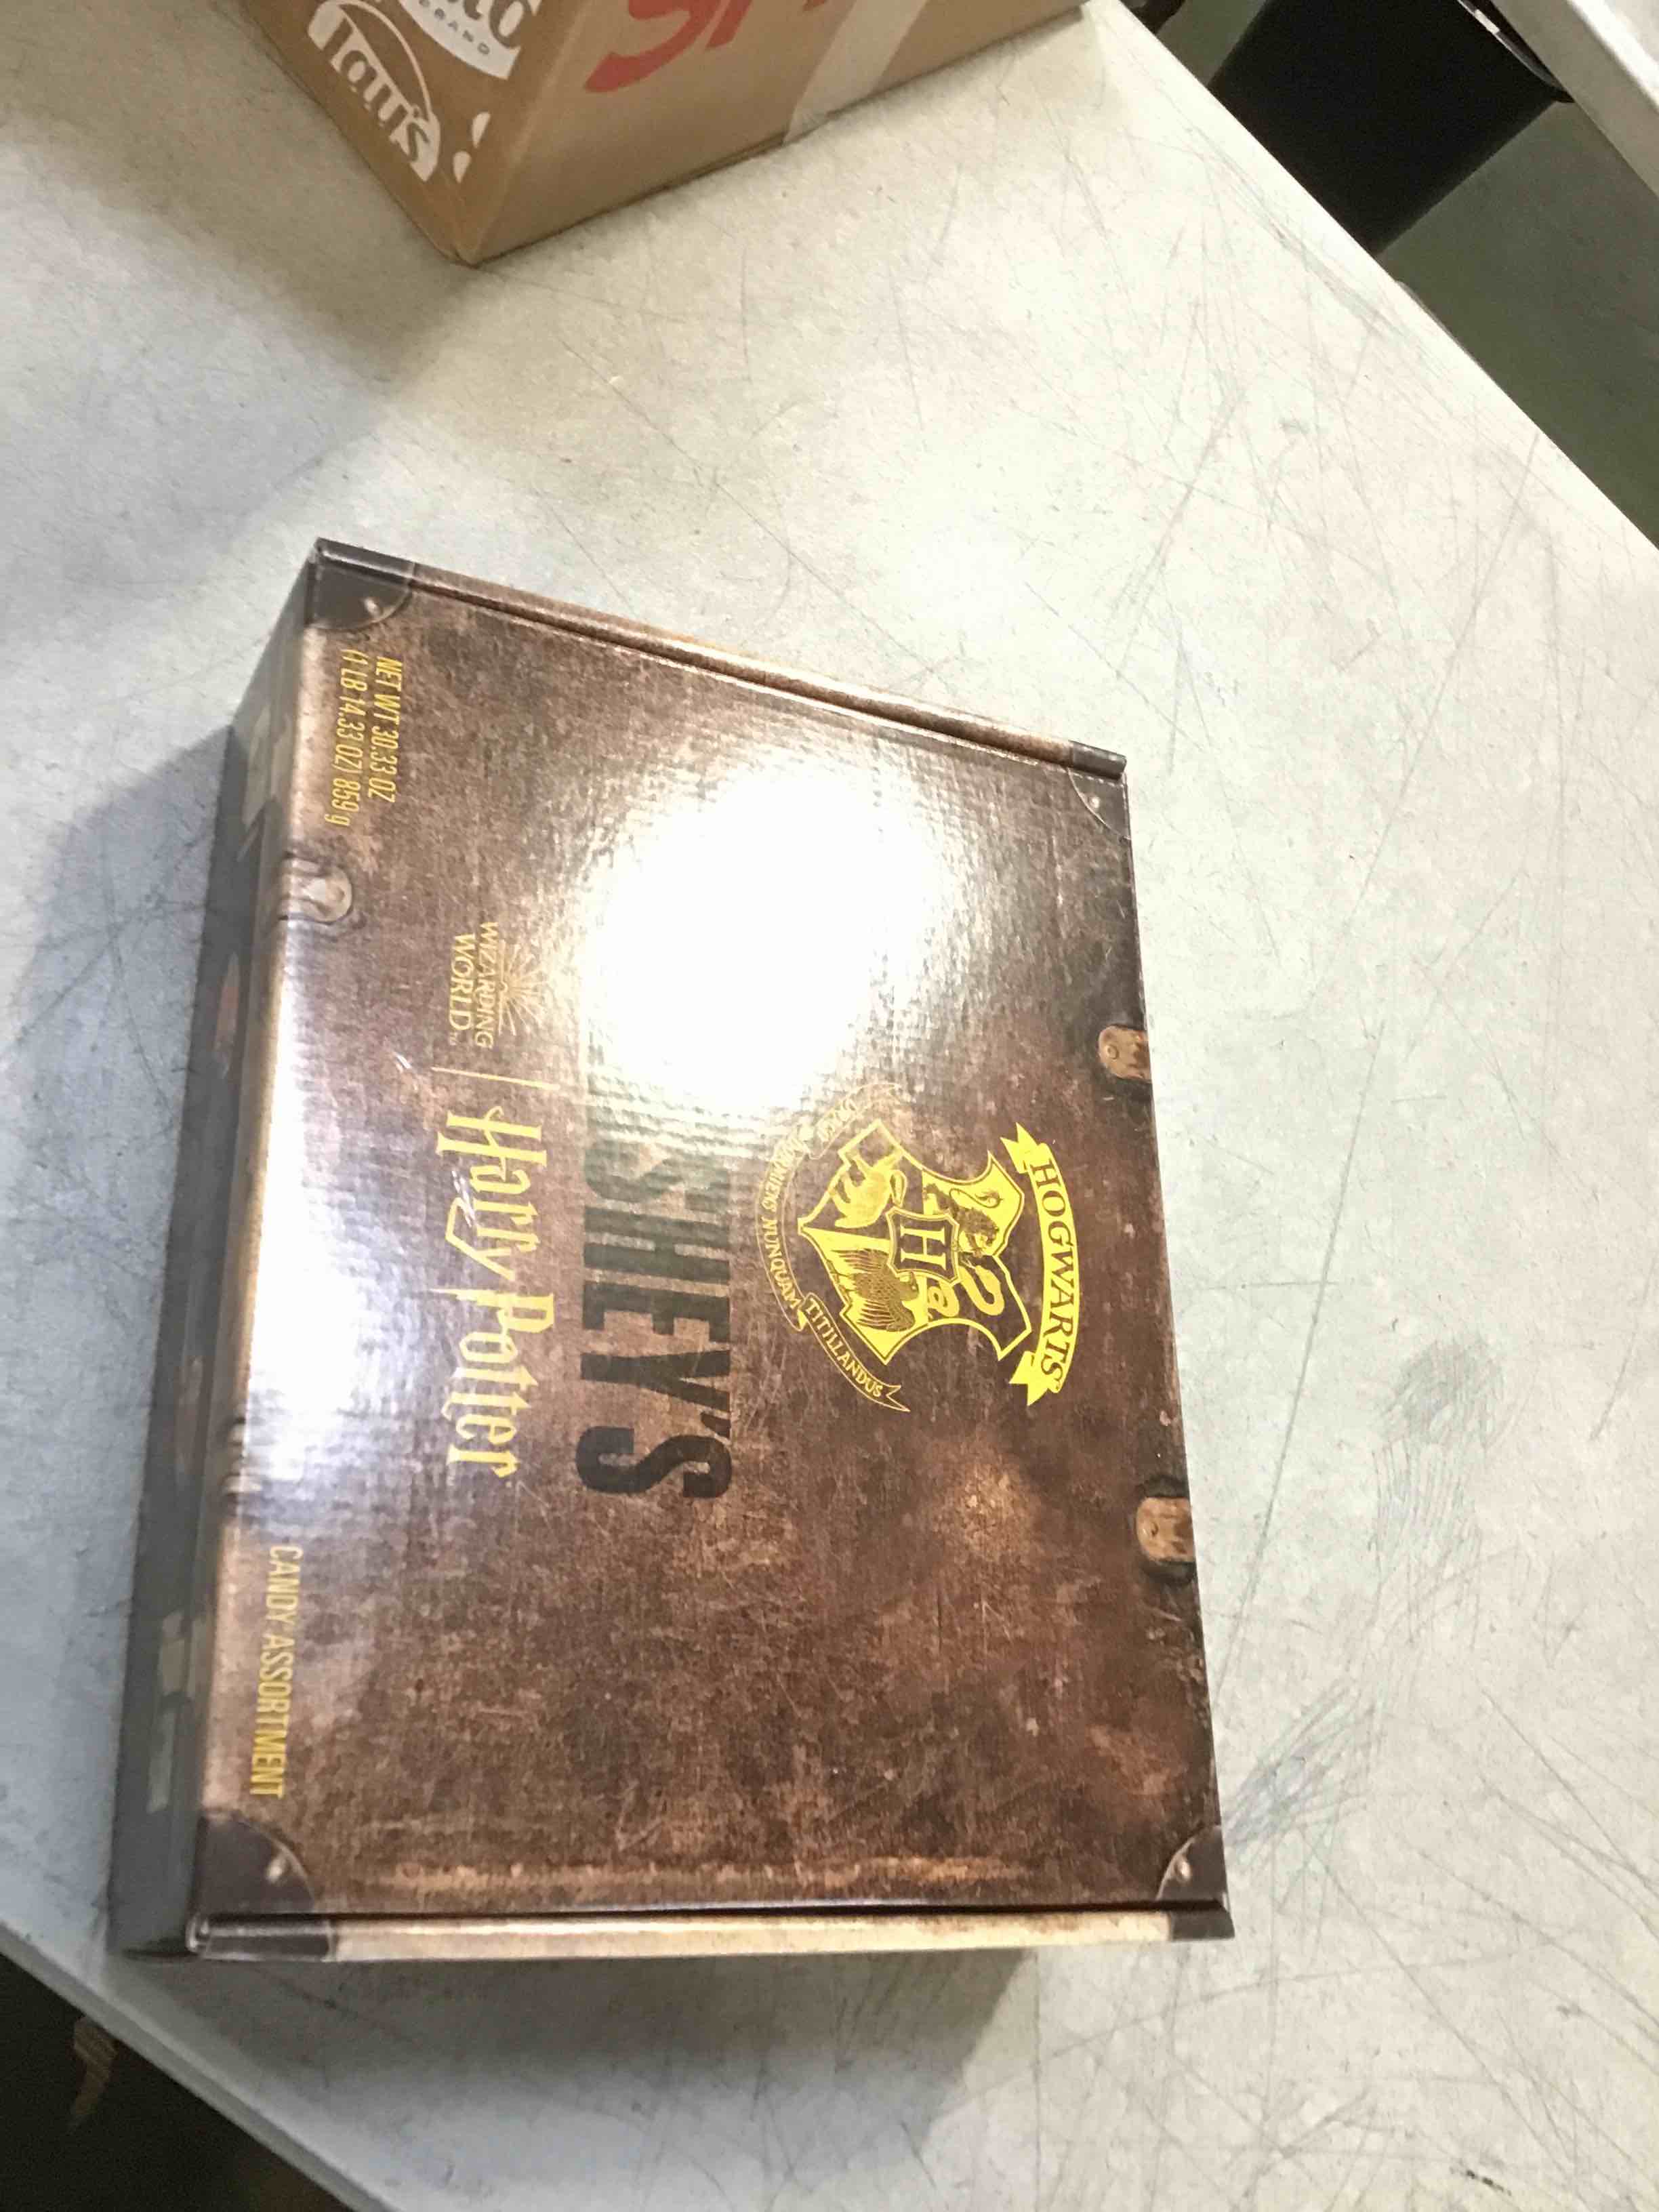 HOGWARTS
H
DRACO DORMIENS NUNQUAM TITILLANDUS
SHEY'S
WIZARDING
WORLD
Harry Potter
NET WT 30.33 OZ
(1 LB 14.33 OZ) 859 g
CANDY ASSORTMENT
BRAND